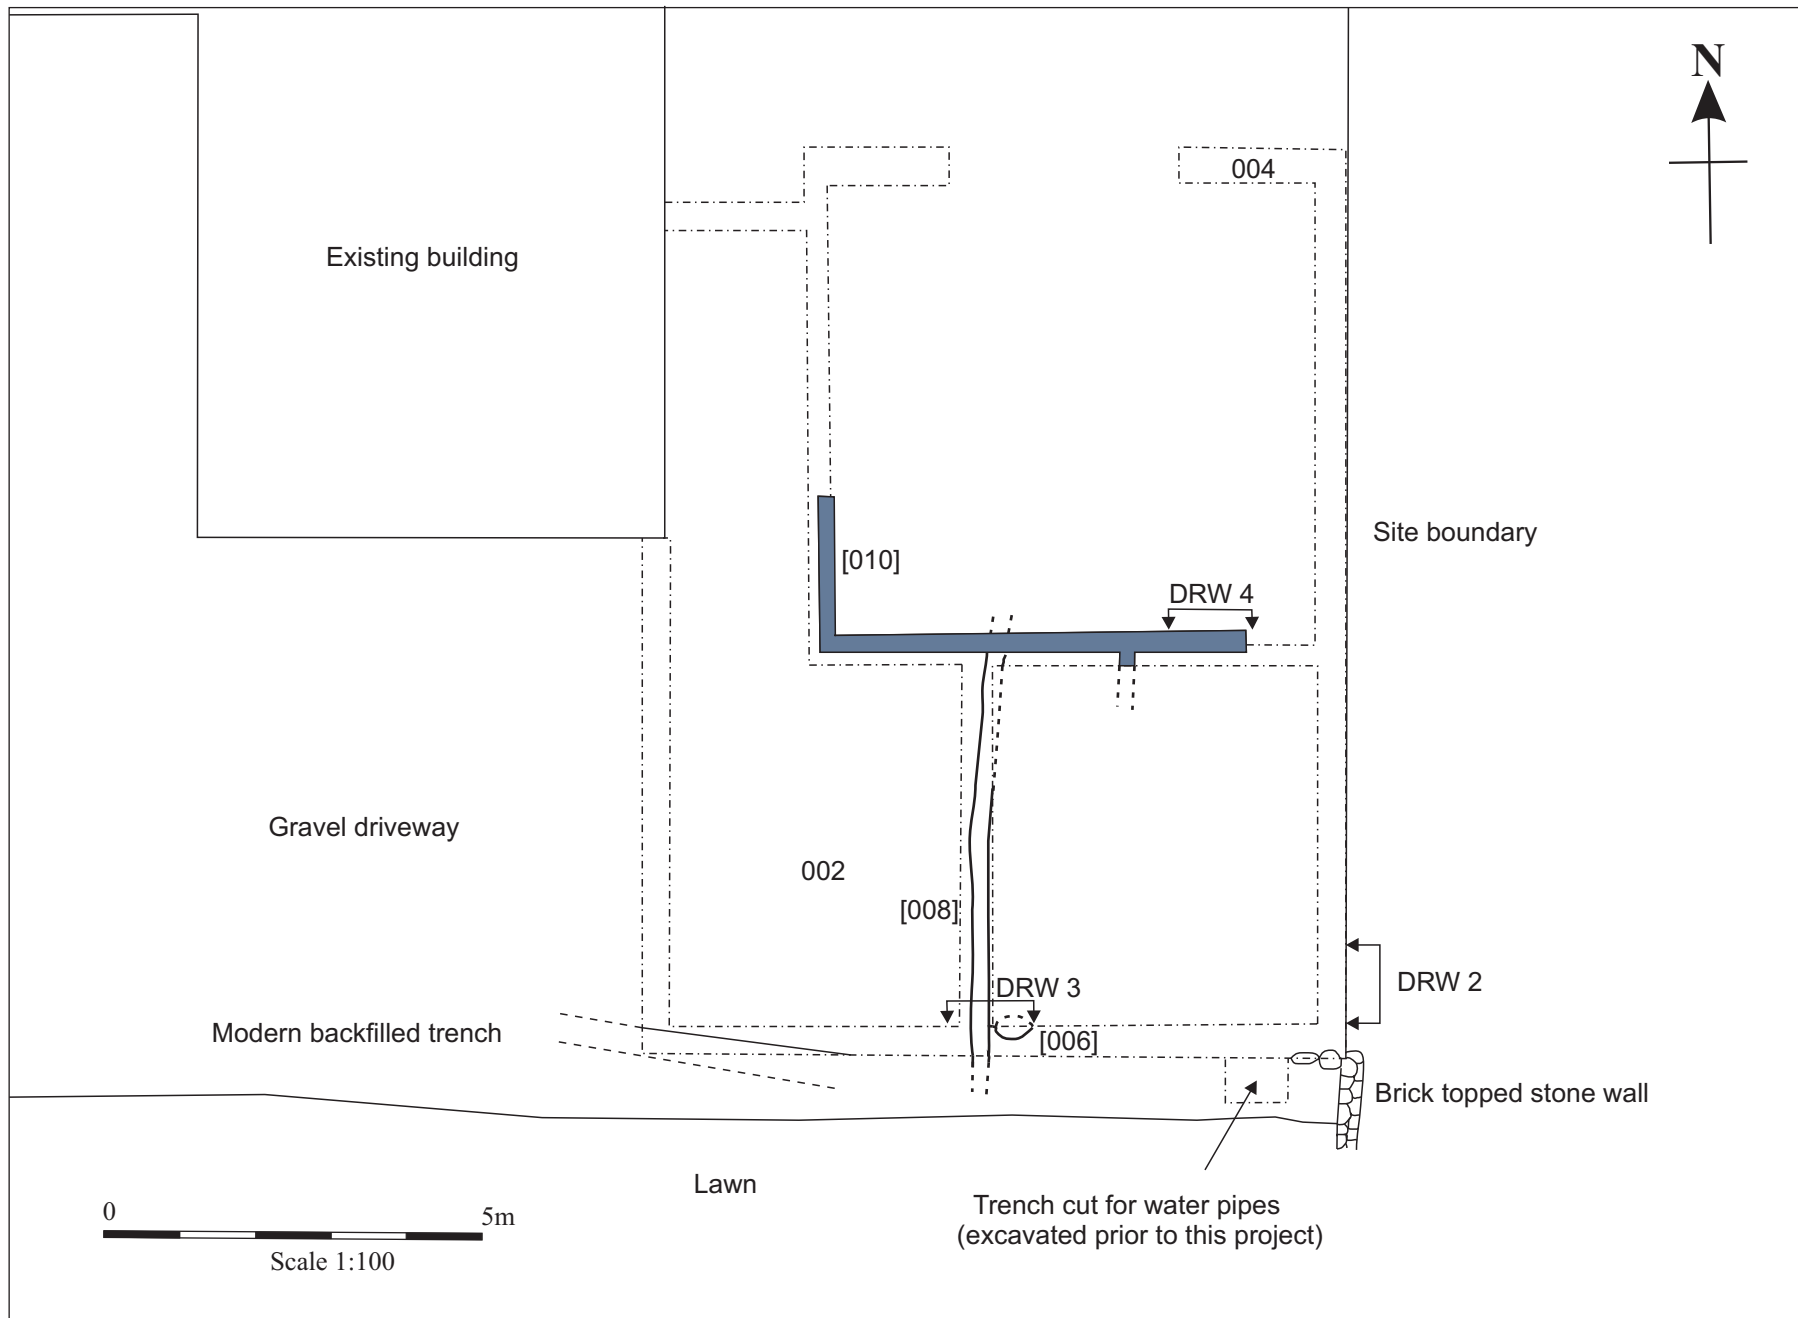 N
004
Existing building
Site boundary
[010]
DRW 4
Gravel driveway
002
[008]
DRW 3
DRW 2
Modern backfilled trench
[006]
Brick topped stone wall
Lawn
Trench cut for water pipes
(excavated prior to this project)
0 5m
Scale 1:100